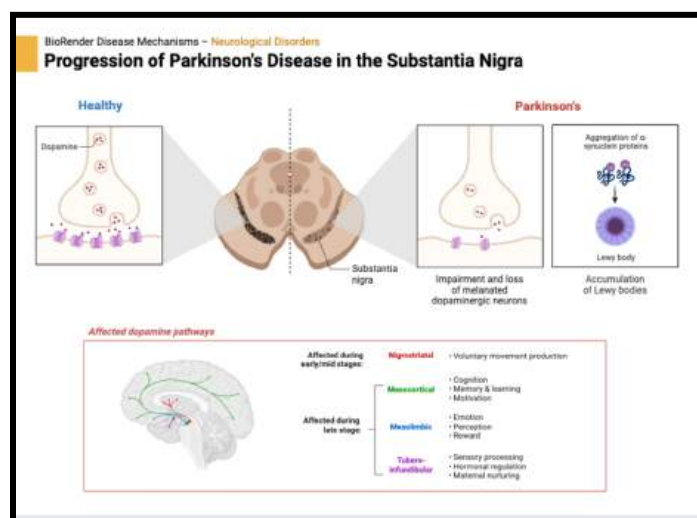 BioRender Disease Mechanisms – Neurological Disorders
Progression of Parkinson's Disease in the Substantia Nigra
Healthy
Parkinson's
Dopamine
Aggregation of α-
synuclein proteins
Lewy body
Substantia
nigra
Impairment and loss
of melanated
dopaminergic neurons
Accumulation
of Lewy bodies
Affected dopamine pathways
Affected during
early/mid stages:
Nigrostriatal
• Voluntary movement production
Affected during
late stage:
Mesocortical
• Cognition
• Memory & learning
• Motivation
Mesolimbic
• Emotion
• Perception
• Reward
Tubero-
infundibular
• Sensory processing
• Hormonal regulation
• Maternal nurturing